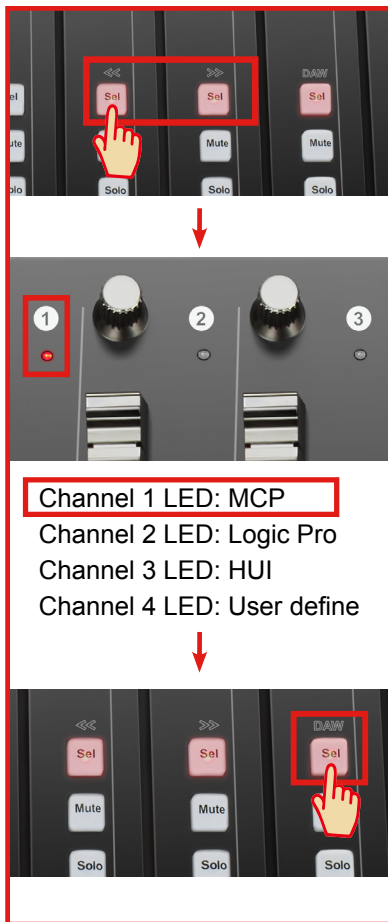 << >> DAW
el Sel Sel Sel
ute Mute Mute
olo Solo Solo Solo
1 2 3
Channel 1 LED: MCP
Channel 2 LED: Logic Pro
Channel 3 LED: HUI
Channel 4 LED: User define
<< >> DAW
Sel Sel Sel
Mute Mute
Solo Solo Solo